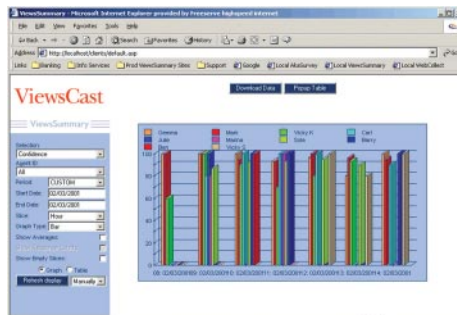 ViewsSummary - Microsoft Internet Explorer provided by Freeserve highspeed internet
File Edit View Favorites Tools Help
Back Search Favorites History
Address http://localhost/clients/default.asp
Links Banking Info Services Prod ViewsSummary Sites Support Google Local AltaSurvey Local ViewsSummary Local WebCollect
Download Data Popup Table
ViewsCast
ViewsSummary
Selection
Confidence
Agent ID
All
Period CUSTOM
Start Date 02/03/2001
End Date 02/03/2001
Slice Hour
Graph Type Bar
Show Averages
Show Empty Slices
Graph Table
Refresh display Manually
Gemma Mark Vicky H Carl
Julie Marina Dale Barry
Ben Vicky S
100
80
60
40
20
0